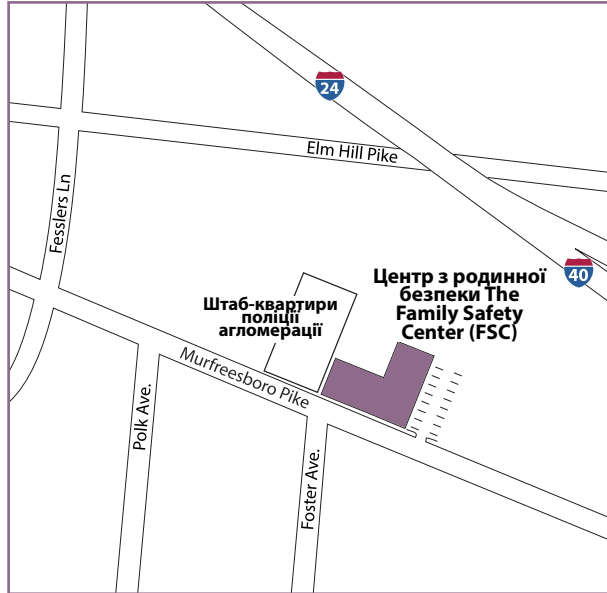 24
Elm Hill Pike
Fesslers Ln
40
Центр з родинної
безпеки The
Family Safety
Center (FSC)
Штаб-квартири
поліції
агломерації
Murfreesboro Pike
Polk Ave.
Foster Ave.